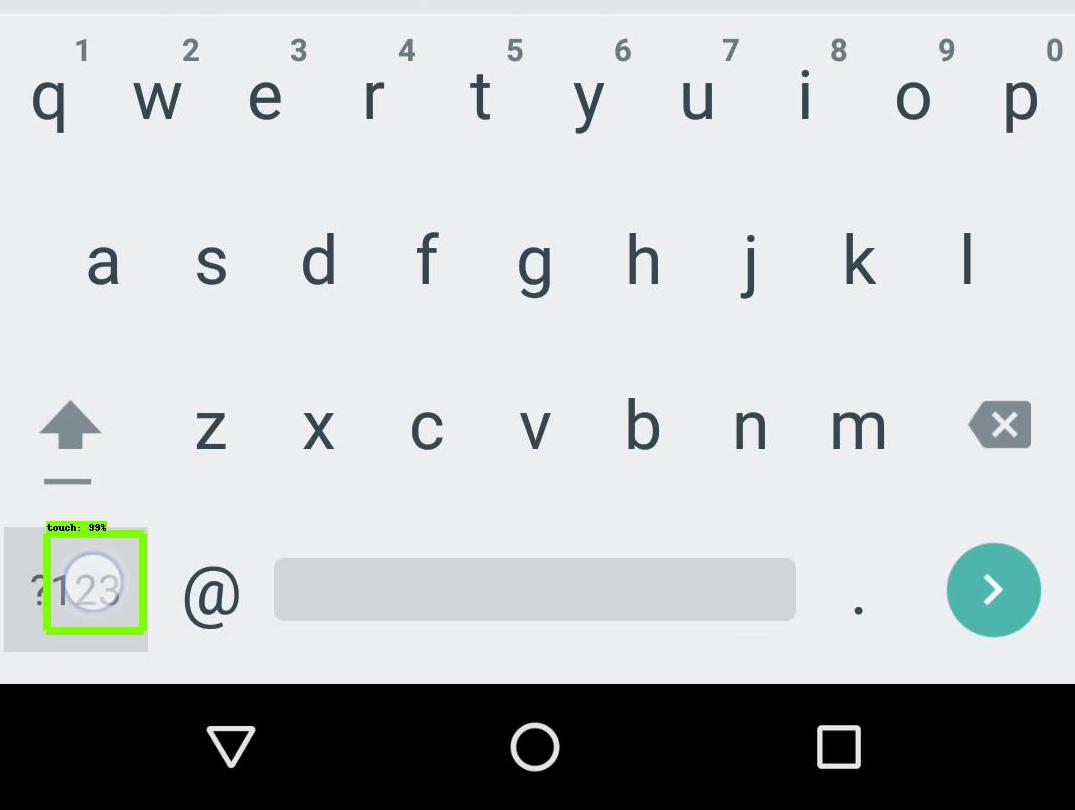 1 2 3 4 5 6 7 8 9 0
q w e r t y u i o p
a s d f g h j k l
z x c v b n m
touch: 99%
?123 @ .